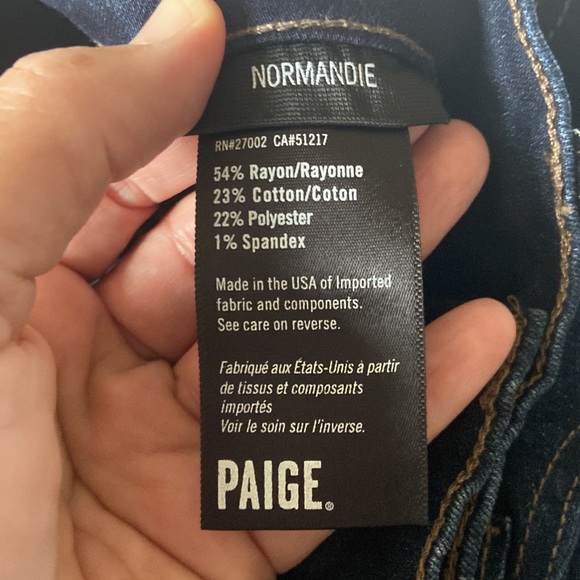 NORMANDIE
RN#27002 CA#51217
54% Rayon/Rayonne
23% Cotton/Coton
22% Polyester
1% Spandex
Made in the USA of Imported
fabric and components.
See care on reverse.
Fabriqué aux États-Unis à partir
de tissus et composants
importés
Voir le soin sur l'inverse.
PAIGE®